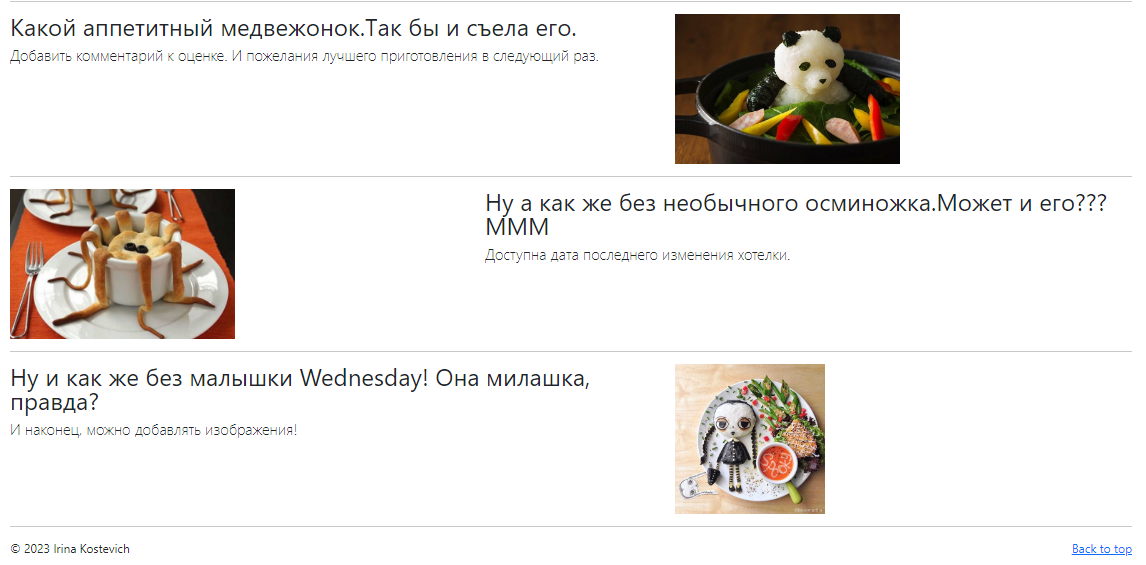 Какой аппетитный медвежонок.Так бы и съела его.
Добавить комментарий к оценке. И пожелания лучшего приготовления в следующий раз.
Ну а как же без необычного осминожка.Может и его???
МММ
Доступна дата последнего изменения хотелки.
Ну и как же без малышки Wednesday! Она милашка,
правда?
И наконец, можно добавлять изображения!
© 2023 Irina Kostevich
Back to top